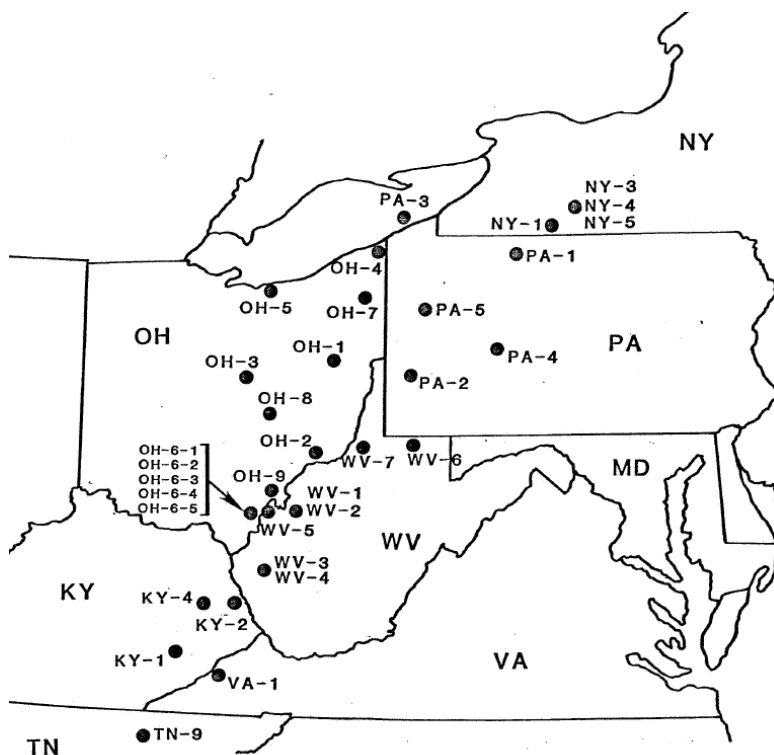 NY
NY-3
NY-4
NY-5
NY-1
PA-3
PA-1
OH-4
OH-5
OH-7
PA-5
OH
OH-1
PA-4
PA
OH-3
PA-2
OH-8
OH-2
WV-7
WV-6
MD
OH-6-1
OH-6-2
OH-6-3
OH-6-4
OH-6-5
OH-9
WV-1
WV-2
WV-5
WV
WV-3
WV-4
KY
KY-4
KY-2
KY-1
VA
VA-1
TN-9
TN